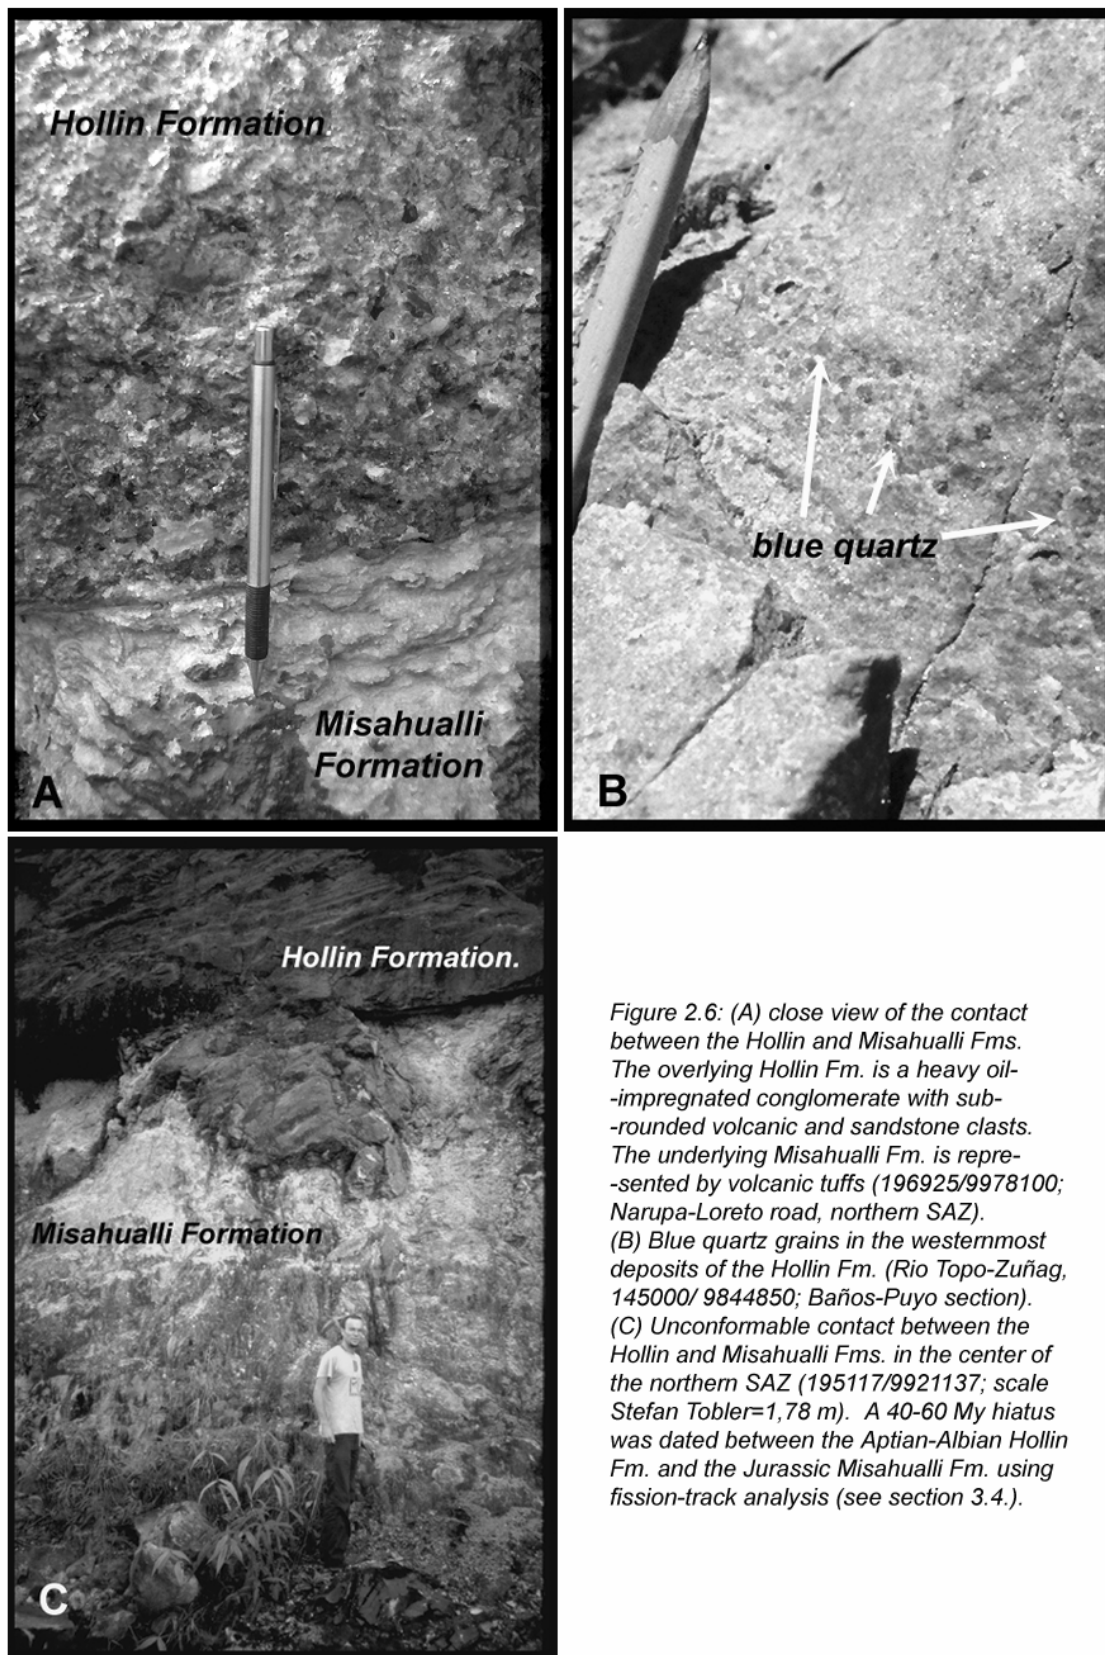 Hollin Formation
Misahualli
Formation
A
blue quartz
B
Hollin Formation.
Misahualli Formation
C
Figure 2.6: (A) close view of the contact
between the Hollin and Misahualli Fms.
The overlying Hollin Fm. is a heavy oil-
-impregnated conglomerate with sub-
-rounded volcanic and sandstone clasts.
The underlying Misahualli Fm. is repre-
-sented by volcanic tuffs (196925/9978100;
Narupa-Loreto road, northern SAZ).
(B) Blue quartz grains in the westernmost
deposits of the Hollin Fm. (Rio Topo-Zuñag,
145000/ 9844850; Baños-Puyo section).
(C) Unconformable contact between the
Hollin and Misahualli Fms. in the center of
the northern SAZ (195117/9921137; scale
Stefan Tobler=1,78 m).  A 40-60 My hiatus
was dated between the Aptian-Albian Hollin
Fm. and the Jurassic Misahualli Fm. using
fission-track analysis (see section 3.4.).